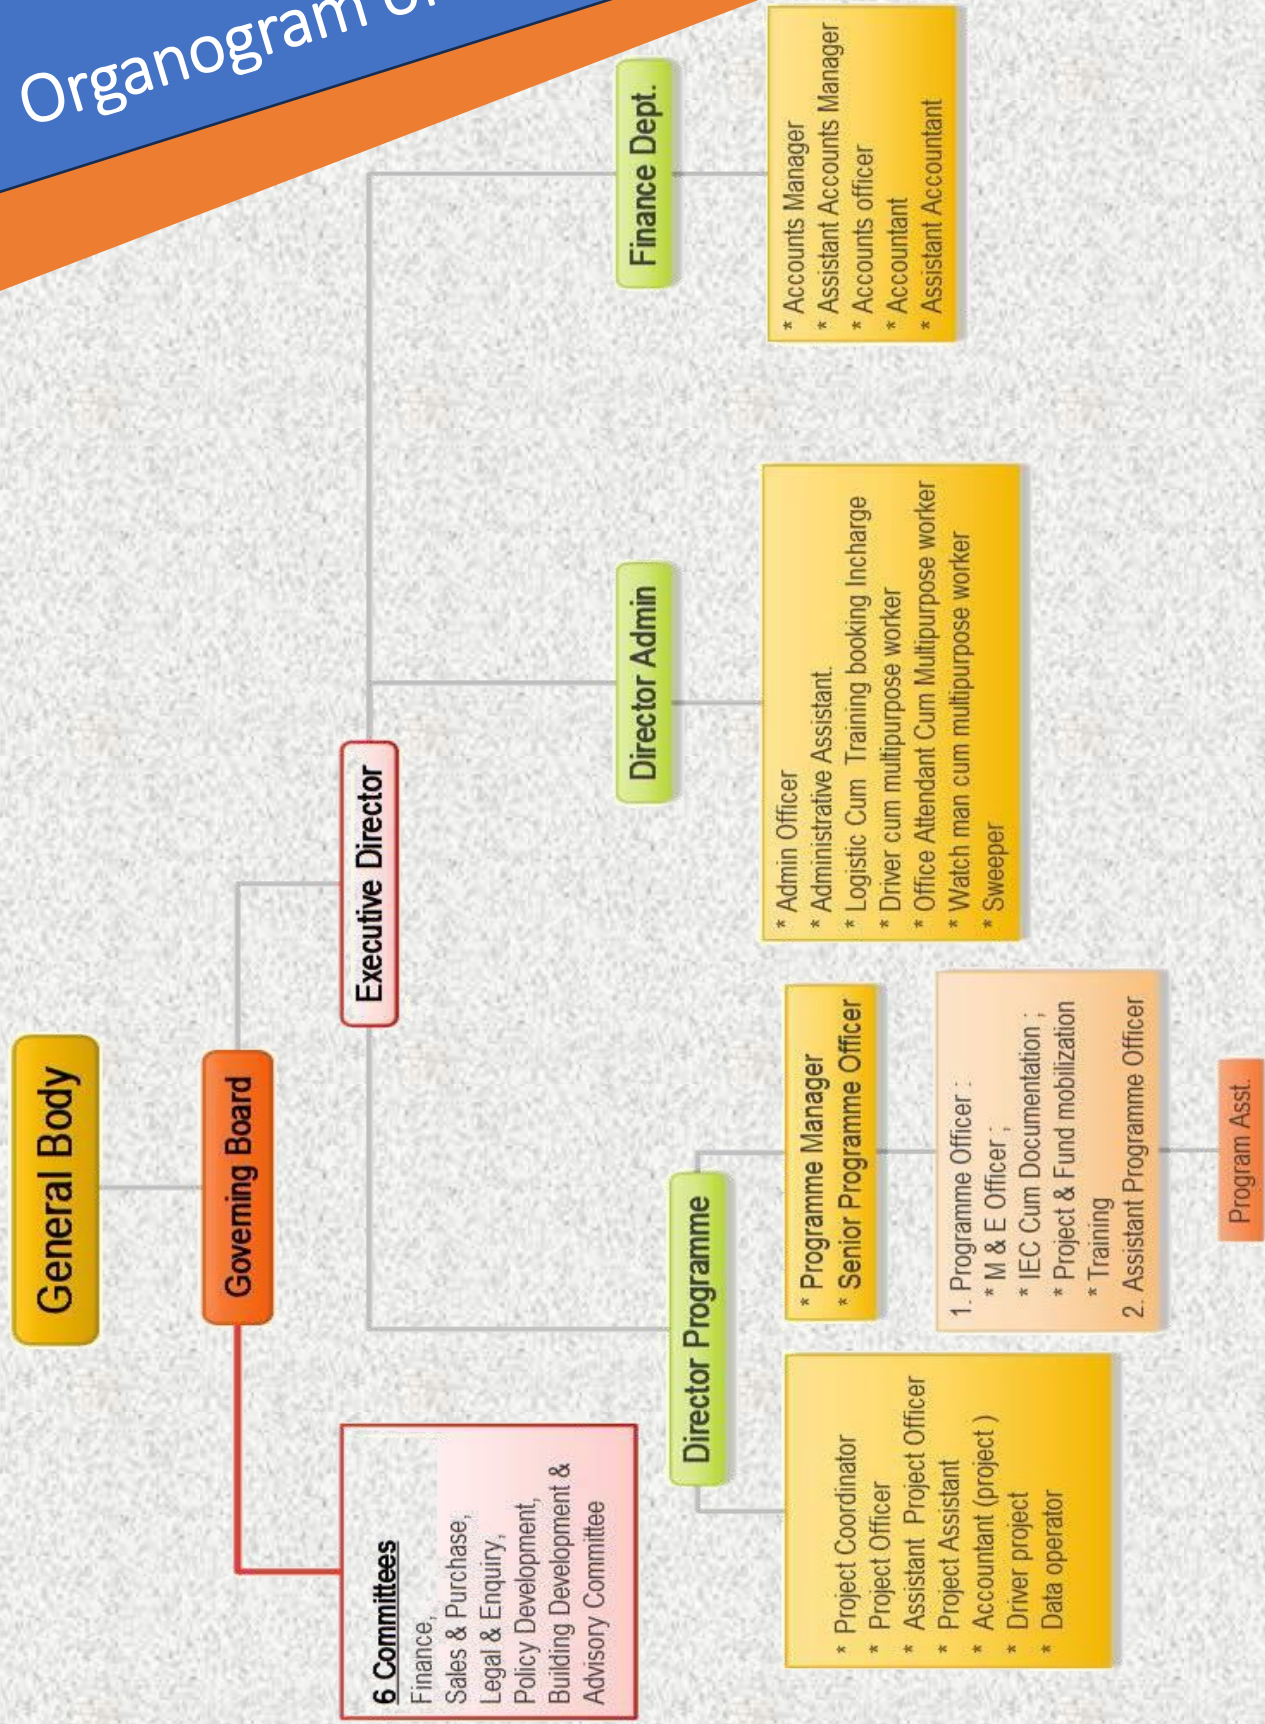 Organogram of
General Body
Governing Board
6 Committees
Finance,
Sales & Purchase,
Legal & Enquiry,
Policy Development,
Building Development &
Advisory Committee
Executive Director
Director Programme
Director Admin
Finance Dept.
* Project Coordinator
* Project Officer
* Assistant Project Officer
* Project Assistant
* Accountant (project )
* Driver project
* Data operator
* Programme Manager
* Senior Programme Officer
1. Programme Officer :
* M & E Officer ;
* IEC Cum Documentation ;
* Project & Fund mobilization
* Training
2. Assistant Programme Officer
Program Asst.
* Admin Officer
* Administrative Assistant.
* Logistic Cum Training booking Incharge
* Driver cum multipurpose worker
* Office Attendant Cum Multipurpose worker
* Watch man cum multipurpose worker
* Sweeper
* Accounts Manager
* Assistant Accounts Manager
* Accounts officer
* Accountant
* Assistant Accountant